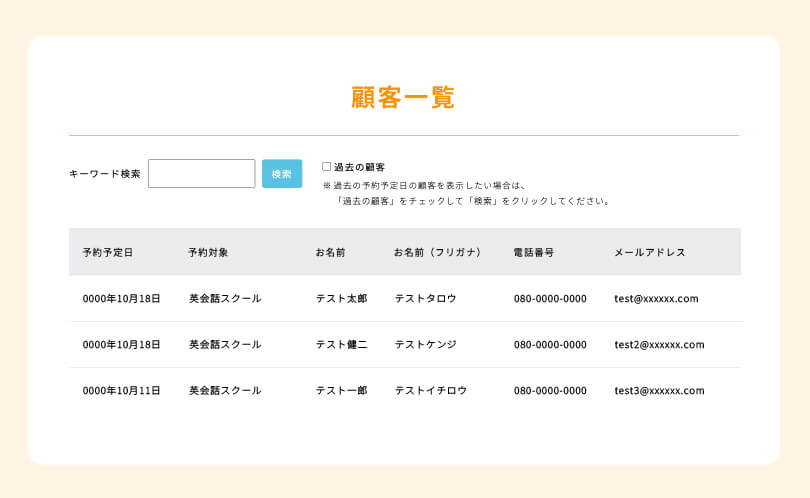 顧客一覧
キーワード検索 検索 過去の顧客
※ 過去の予約予定日の顧客を表示したい場合は、
「過去の顧客」をチェックして「検索」をクリックしてください。
予約予定日 予約対象 お名前 お名前（フリガナ） 電話番号 メールアドレス
0000年10月18日 英会話スクール テスト太郎 テストタロウ 080-0000-0000 test@xxxxxx.com
0000年10月18日 英会話スクール テスト健二 テストケンジ 080-0000-0000 test2@xxxxxx.com
0000年10月11日 英会話スクール テスト一郎 テストイチロウ 080-0000-0000 test3@xxxxxx.com